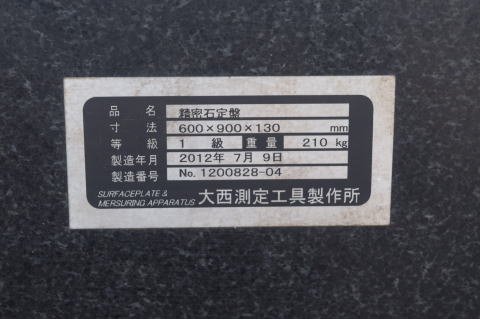 品名 精密石定盤
寸法 600×900×130 mm
等級 1 級 重量 210 kg
製造年月 2012年 7月 9日
製造番号 No. 1200828-04
SURFACEPLATE &
MERSURING APPARATUS 大西測定工具製作所